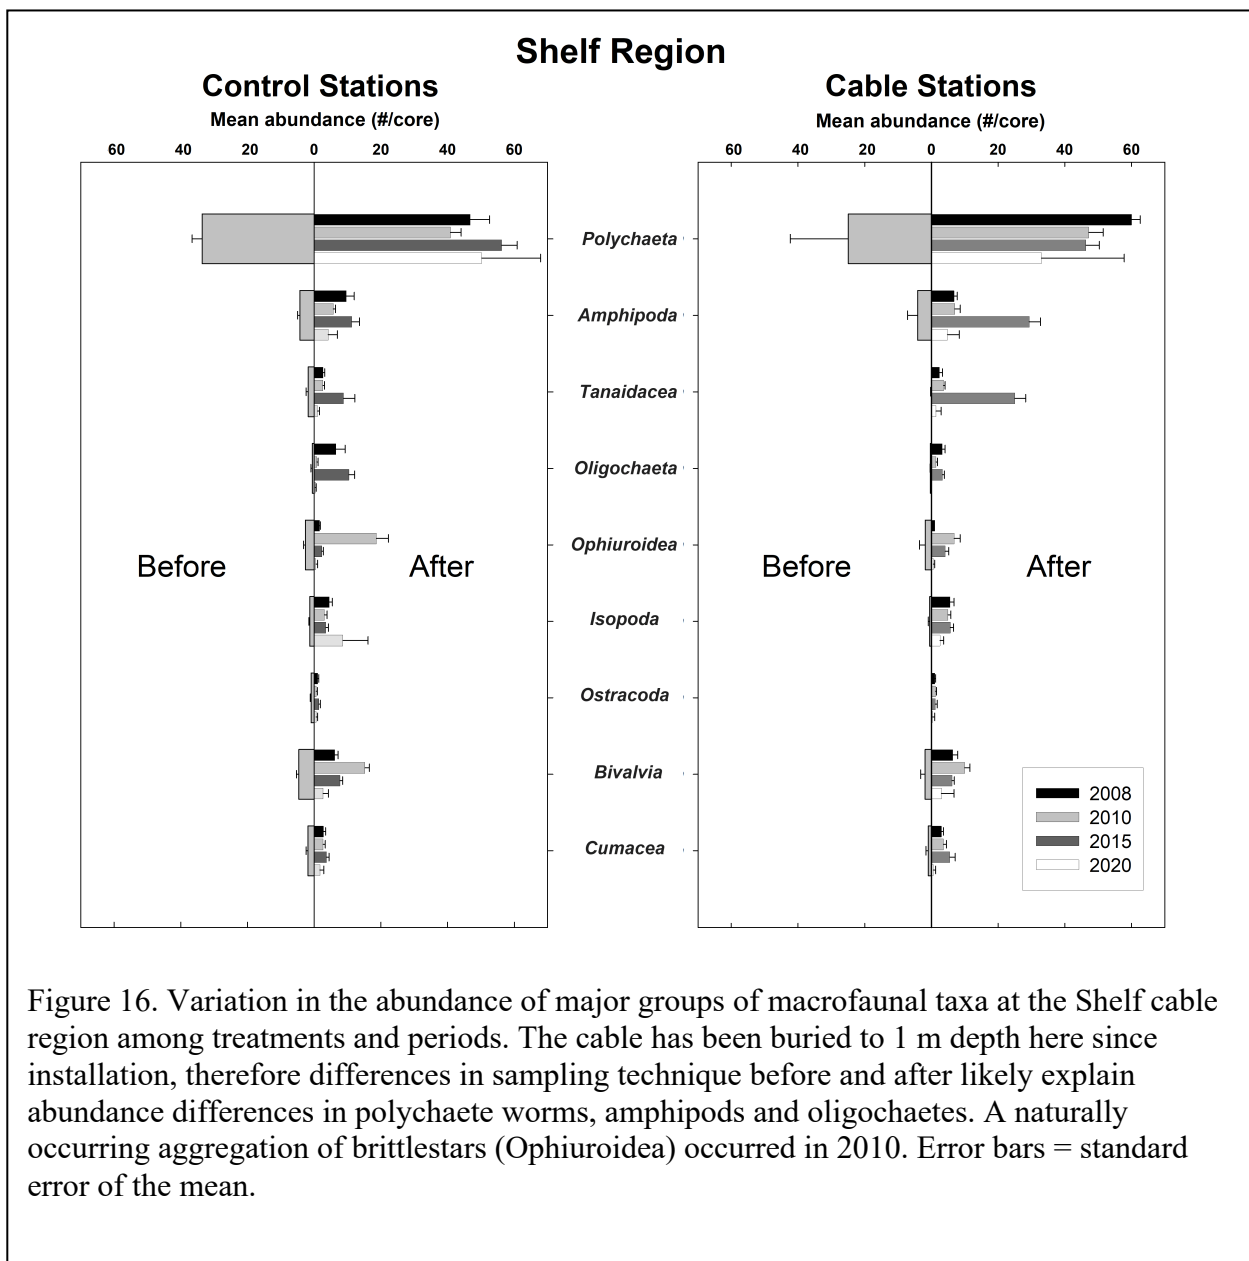 Shelf Region
Control Stations
Cable Stations
Mean abundance (#/core)
Mean abundance (#/core)
60 40 20 0 20 40 60
60 40 20 0 20 40 60
Polychaeta
Amphipoda
Tanaidacea
Oligochaeta
Ophiuroidea
Before After
Before After
Isopoda
Ostracoda
Bivalvia
Cumacea
2008
2010
2015
2020
Figure 16. Variation in the abundance of major groups of macrofaunal taxa at the Shelf cable
region among treatments and periods. The cable has been buried to 1 m depth here since
installation, therefore differences in sampling technique before and after likely explain
abundance differences in polychaete worms, amphipods and oligochaetes. A naturally
occurring aggregation of brittlestars (Ophiuroidea) occurred in 2010. Error bars = standard
error of the mean.